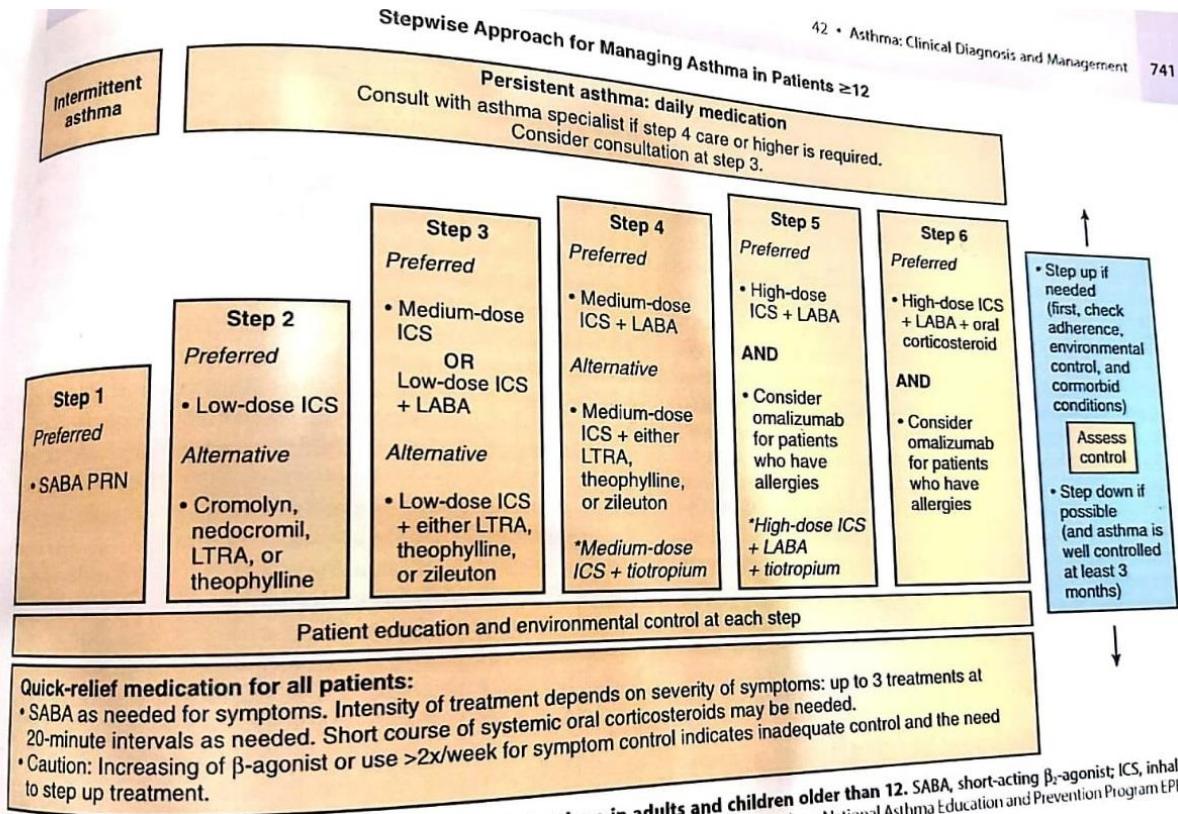 42 • Asthma: Clinical Diagnosis and Management 741
Stepwise Approach for Managing Asthma in Patients ≥12
Intermittent
asthma
Persistent asthma: daily medication
Consult with asthma specialist if step 4 care or higher is required.
Consider consultation at step 3.
Step 1
Preferred
• SABA PRN
Step 2
Preferred
• Low-dose ICS
Alternative
• Cromolyn,
nedocromil,
LTRA, or
theophylline
Step 3
Preferred
• Medium-dose
ICS
OR
Low-dose ICS
+ LABA
Alternative
• Low-dose ICS
+ either LTRA,
theophylline,
or zileuton
Step 4
Preferred
• Medium-dose
ICS + LABA
Alternative
• Medium-dose
ICS + either
LTRA,
theophylline,
or zileuton
*Medium-dose
ICS + tiotropium
Step 5
Preferred
• High-dose
ICS + LABA
AND
• Consider
omalizumab
for patients
who have
allergies
*High-dose ICS
+ LABA
+ tiotropium
Step 6
Preferred
• High-dose ICS
+ LABA + oral
corticosteroid
AND
• Consider
omalizumab
for patients
who have
allergies
• Step up if
needed
(first, check
adherence,
environmental
control, and
cormorbid
conditions)
Assess
control
• Step down if
possible
(and asthma is
well controlled
at least 3
months)
Patient education and environmental control at each step
Quick-relief medication for all patients:
• SABA as needed for symptoms. Intensity of treatment depends on severity of symptoms: up to 3 treatments at
20-minute intervals as needed. Short course of systemic oral corticosteroids may be needed.
• Caution: Increasing of β-agonist or use >2x/week for symptom control indicates inadequate control and the need
to step up treatment.
in adults and children older than 12. SABA, short-acting β₂-agonist; ICS,
National Asthma Education and Prevention Program